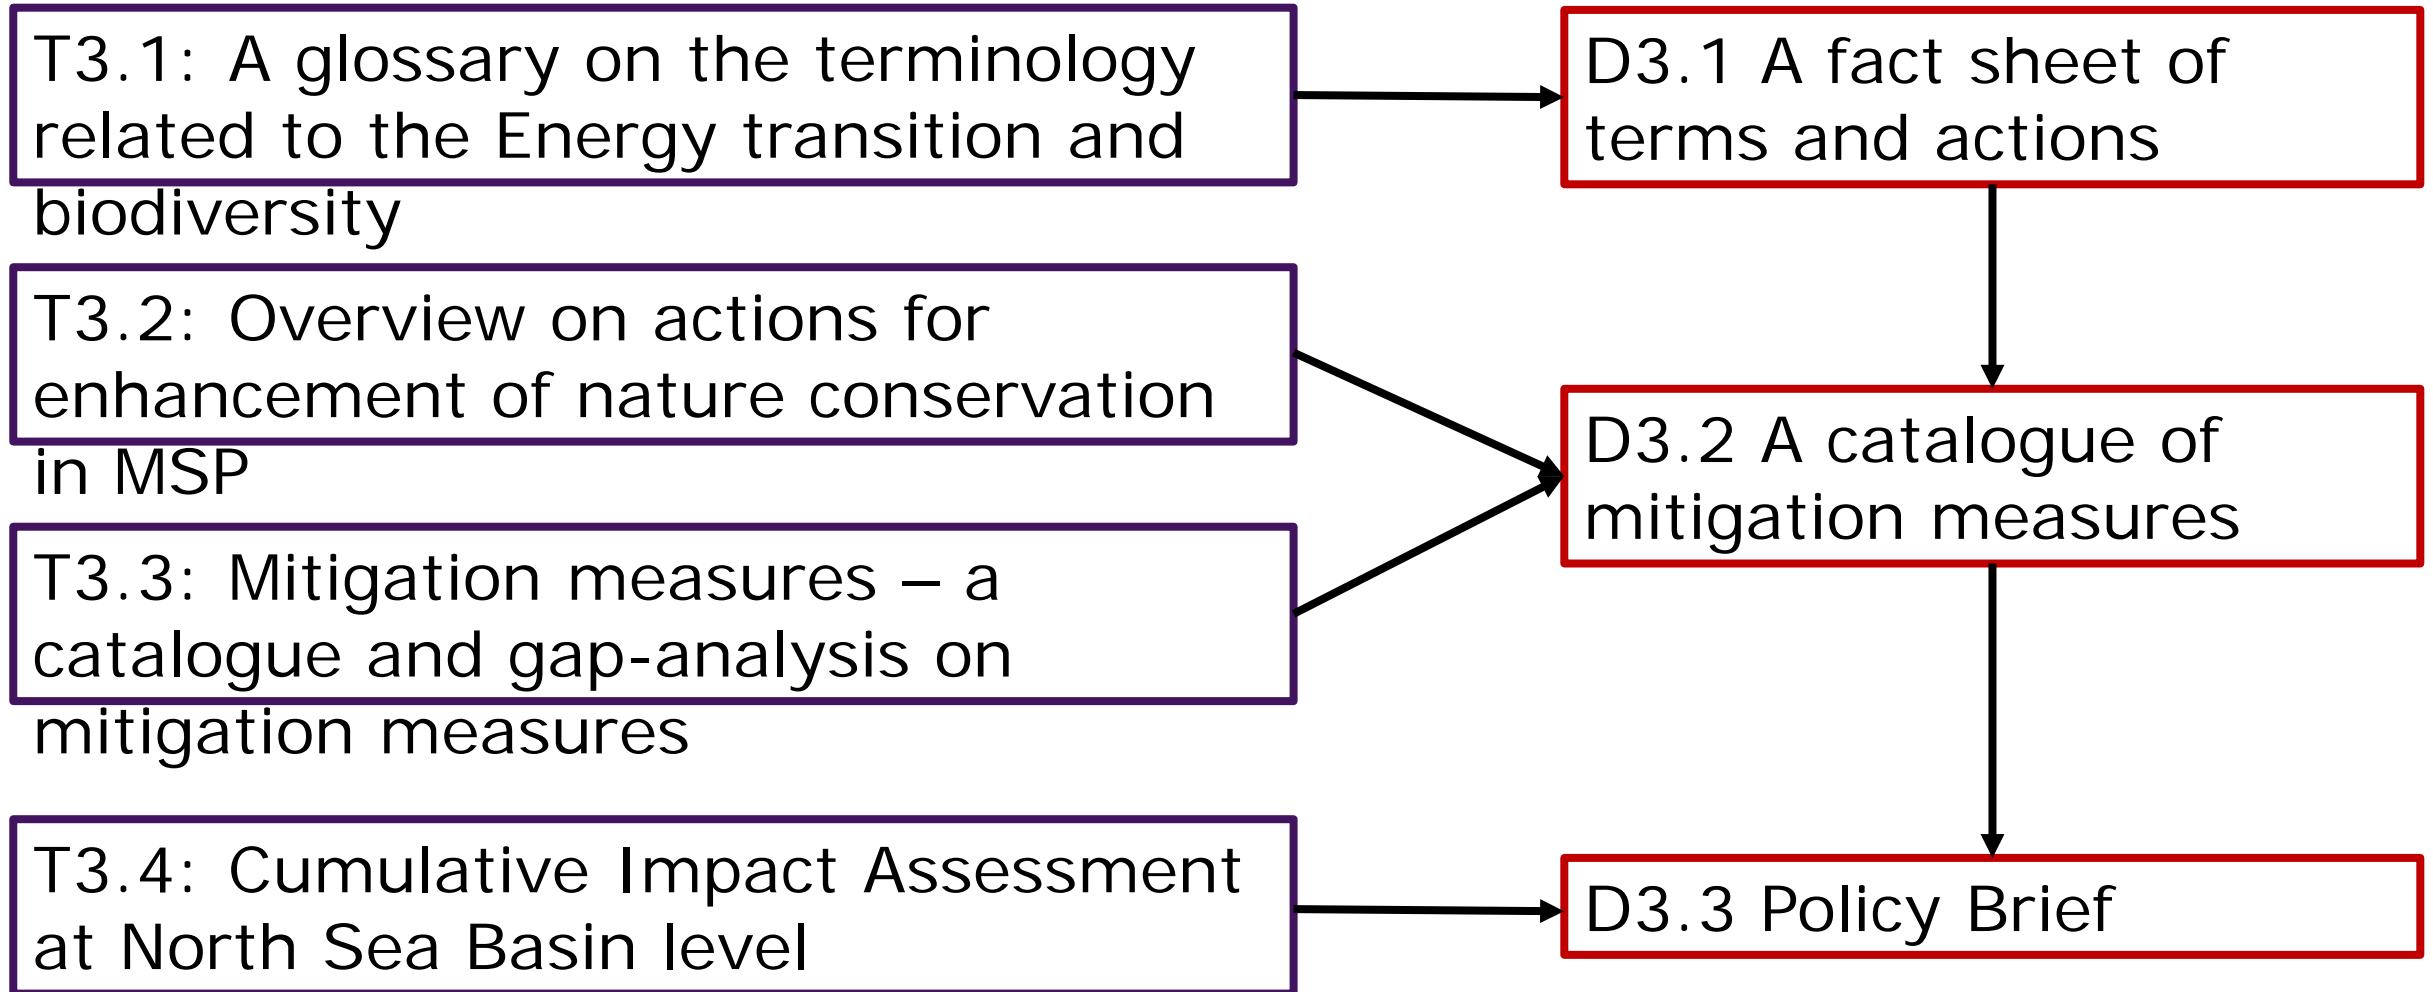 T3.1: A glossary on the terminology
related to the Energy transition and
biodiversity
D3.1 A fact sheet of
terms and actions
T3.2: Overview on actions for
enhancement of nature conservation
in MSP
D3.2 A catalogue of
mitigation measures
T3.3: Mitigation measures – a
catalogue and gap-analysis on
mitigation measures
T3.4: Cumulative Impact Assessment
at North Sea Basin level
D3.3 Policy Brief